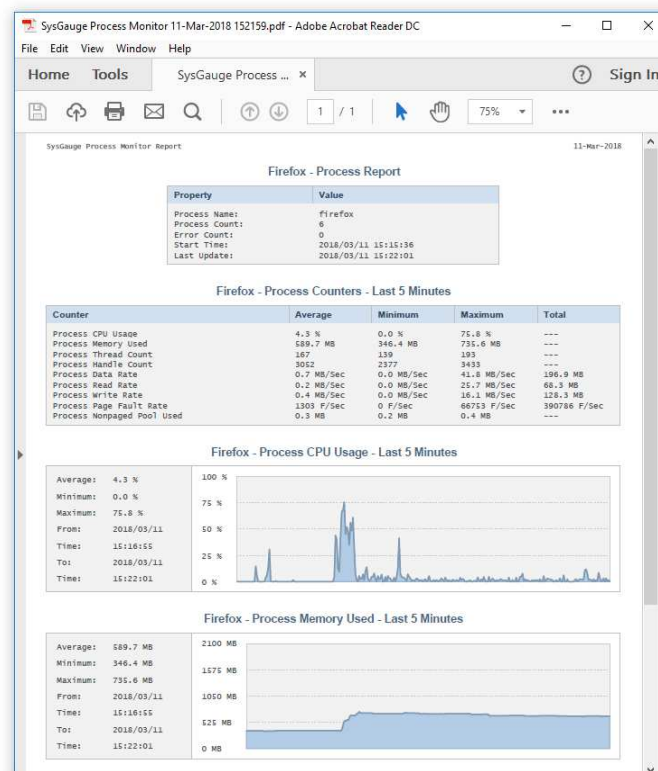 SysGauge Process Monitor 11-Mar-2018 152159.pdf - Adobe Acrobat Reader DC
File Edit View Window Help
Home Tools SysGauge Process ... × ? Sign In
1 / 1 75%
SysGauge Process Monitor Report 11-Mar-2018
Firefox - Process Report
Property Value
Process Name: firefox
Process Count: 6
Error Count: 0
Start Time: 2018/03/11 15:15:36
Last Update: 2018/03/11 15:22:01
Firefox - Process Counters - Last 5 Minutes
Counter Average Minimum Maximum Total
Process CPU Usage 4.3 % 0.0 % 75.8 % ---
Process Memory Used 589.7 MB 346.4 MB 735.6 MB ---
Process Thread Count 167 139 193 ---
Process Handle Count 3052 2377 3433 ---
Process Data Rate 0.7 MB/Sec 0.0 MB/Sec 41.8 MB/Sec 196.9 MB
Process Read Rate 0.2 MB/Sec 0.0 MB/Sec 25.7 MB/Sec 68.3 MB
Process Write Rate 0.4 MB/Sec 0.0 MB/Sec 16.1 MB/Sec 128.3 MB
Process Page Fault Rate 1303 F/Sec 0 F/Sec 66753 F/Sec 390786 F/Sec
Process Nonpaged Pool Used 0.3 MB 0.2 MB 0.4 MB ---
Firefox - Process CPU Usage - Last 5 Minutes
Average: 4.3 %
Minimum: 0.0 %
Maximum: 75.8 %
From: 2018/03/11
Time: 15:16:55
To: 2018/03/11
Time: 15:22:01
100 %
75 %
50 %
25 %
0 %
Firefox - Process Memory Used - Last 5 Minutes
Average: 589.7 MB
Minimum: 346.4 MB
Maximum: 735.6 MB
From: 2018/03/11
Time: 15:16:55
To: 2018/03/11
Time: 15:22:01
2100 MB
1575 MB
1050 MB
525 MB
0 MB